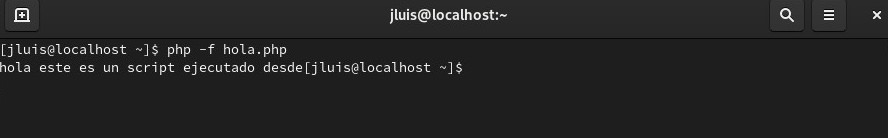 jluis@localhost:~
[jluis@localhost ~]$ php -f hola.php
hola este es un script ejecutado desde[jluis@localhost ~]$